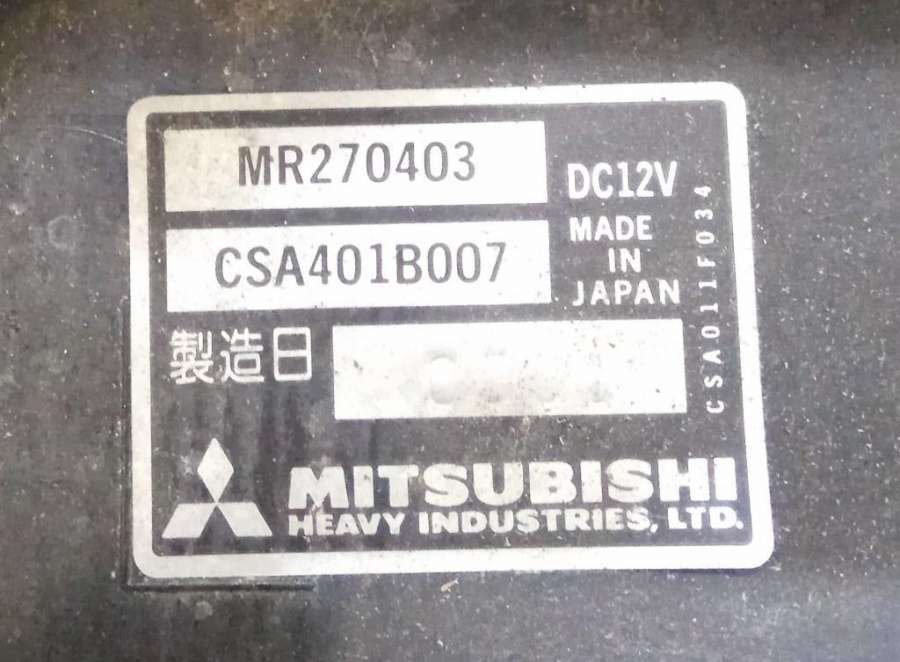 MR270403
CSA401B007
DC12V
MADE
IN
JAPAN
CSA011F034
製造日
MITSUBISHI
HEAVY INDUSTRIES, LTD.